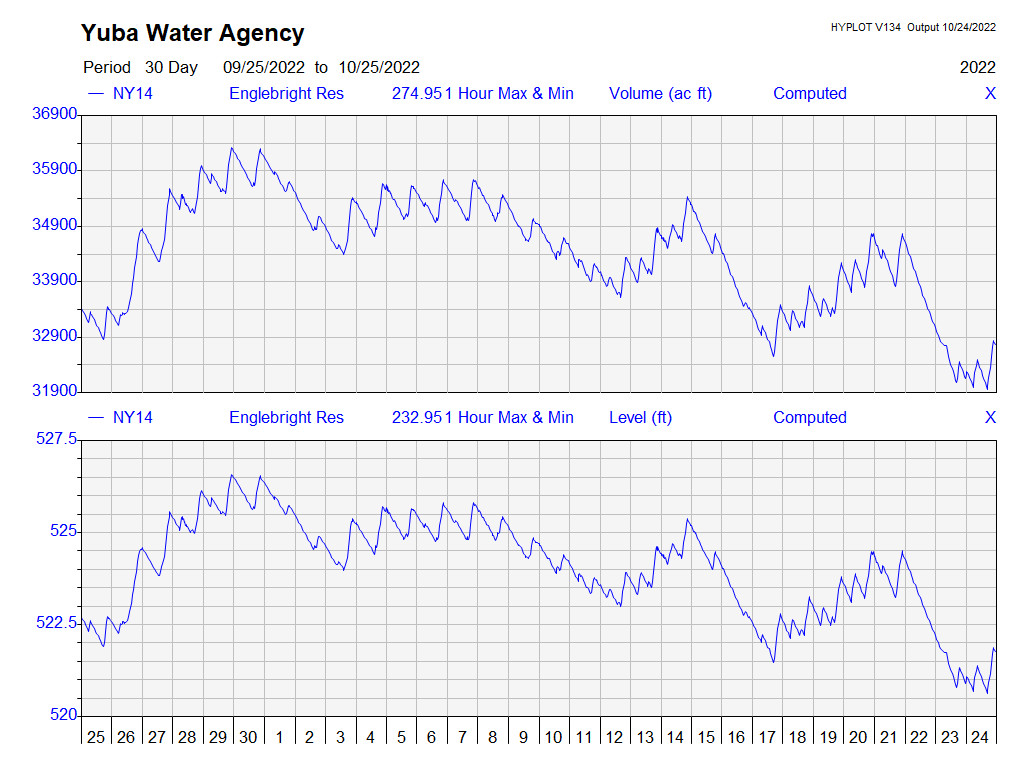 Yuba Water Agency
HYPLOT V134 Output 10/24/2022
Period 30 Day 09/25/2022 to 10/25/2022 2022
NY14 Englebright Res 274.951 Hour Max & Min Volume (ac ft) Computed X
36900
35900
34900
33900
32900
31900
NY14 Englebright Res 232.951 Hour Max & Min Level (ft) Computed X
527.5
525
522.5
520
25 26 27 28 29 30 1 2 3 4 5 6 7 8 9 10 11 12 13 14 15 16 17 18 19 20 21 22 23 24